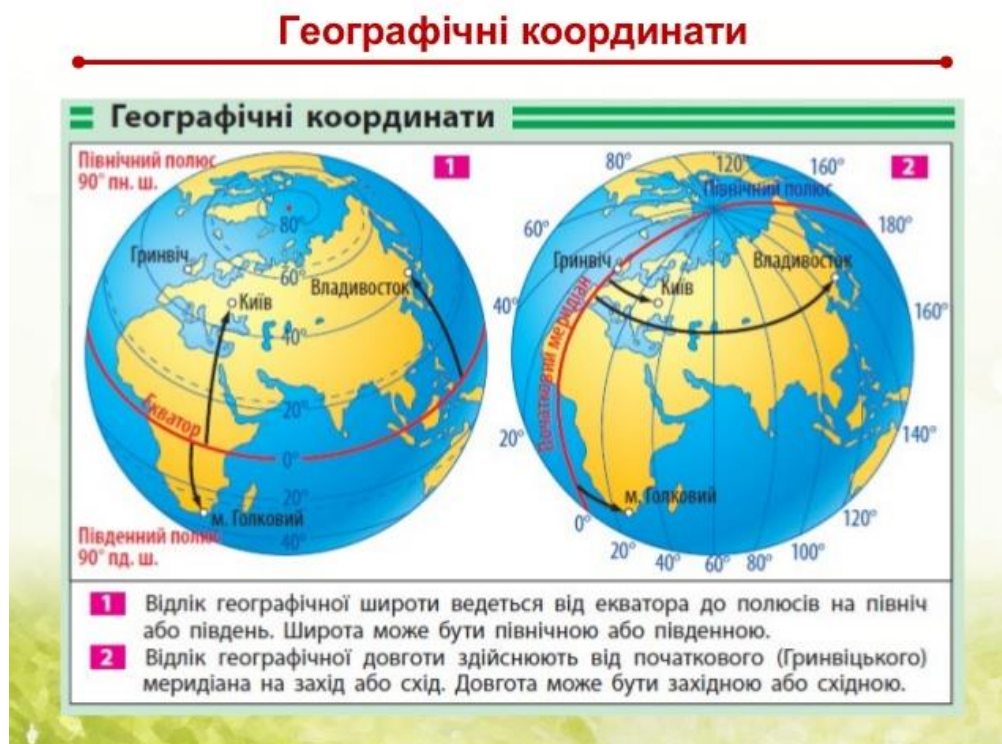 Географічні координати
Географічні координати
Північний полюс
90° пн. ш.
1
80°
Гринвіч
60°
Владивосток
Київ
40°
20°
Екватор
0°
20°
м. Голковий
40°
Південний полюс
90° пд. ш.
2
80°
120°
160°
Північний полюс
60°
180°
Гринвіч
Владивосток
Київ
40°
160°
Початковий меридіан
20°
140°
м. Голковий
0°
120°
20°
100°
40°
60°
80°
1 Відлік географічної широти ведеться від екватора до полюсів на північ
або південь. Широта може бути північною або південною.
2 Відлік географічної довготи здійснюють від початкового (Гринвіцького)
меридіана на захід або схід. Довгота може бути західною або східною.